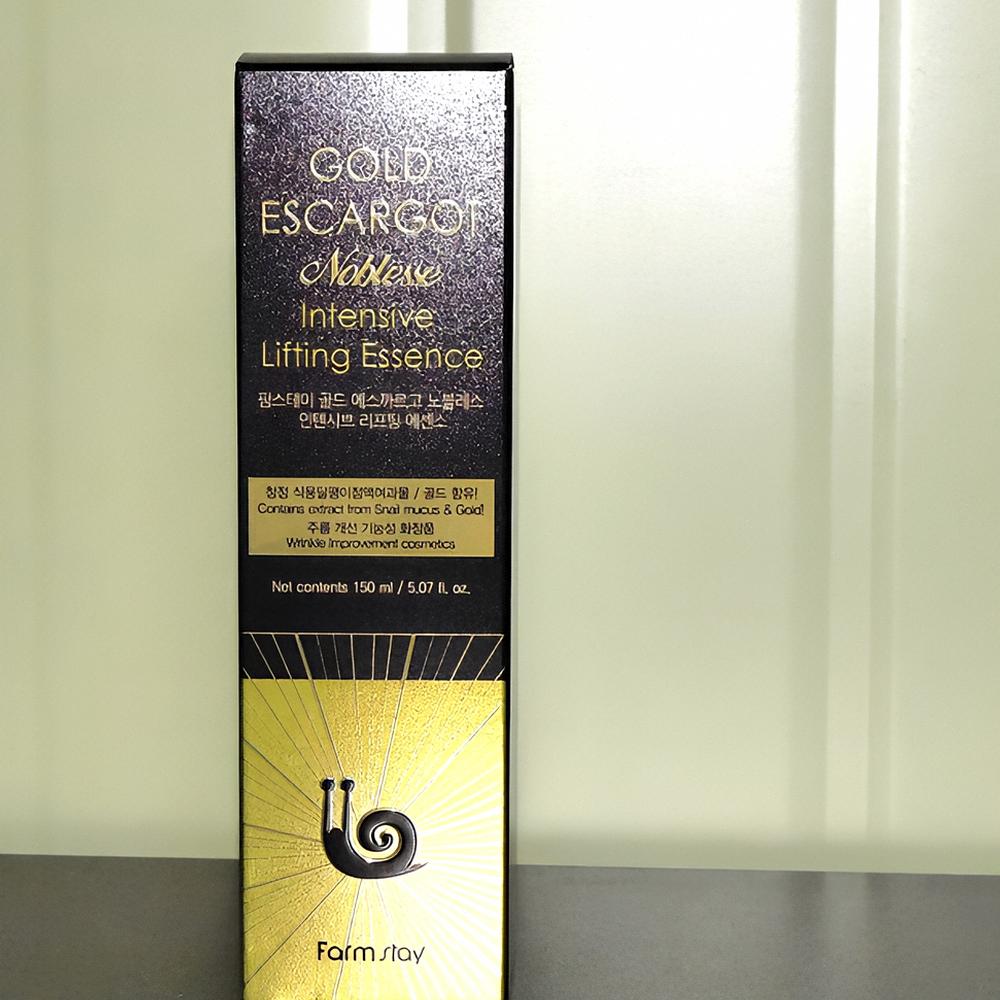 GOLD
ESCARGOT
Noblesse
Intensive
Lifting Essence
팜스테이 골드 에스까르고 노블레스
인텐시브 리프팅 에센스
청정 식용달팽이점액여과물 / 골드 함유!
Contains extract from Snail mucus & Gold!
주름 개선 기능성 화장품
Wrinkle improvement cosmetics
Net contents 150 ml / 5.07 fl. oz.
Farmstay